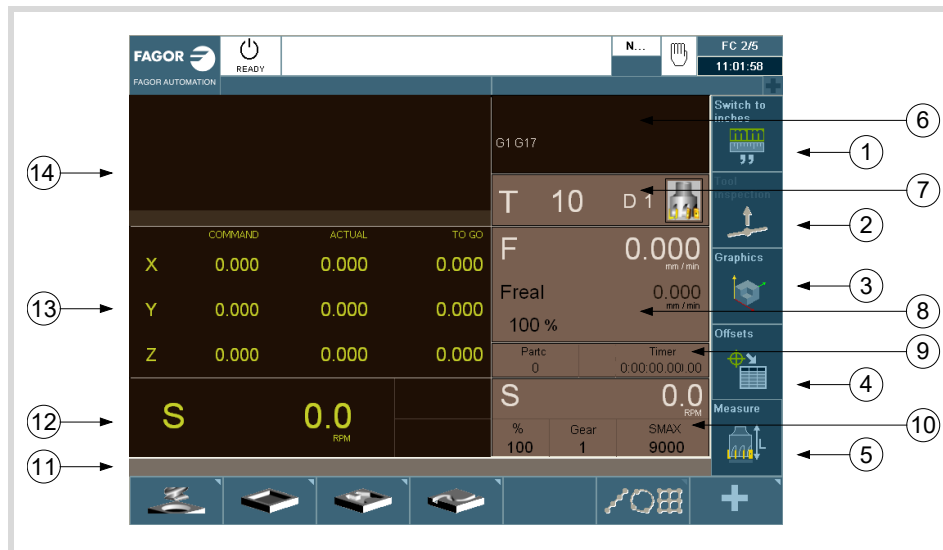 FAGOR
READY
N...
FC 2/5
11:01:58
FAGOR AUTOMATION
Switch to
inches
mm
6
1
G1 G17
14
T 10 D 1
Tool
inspection
7
2
COMMAND ACTUAL TO GO
X 0.000 0.000 0.000
F 0.000
mm / min
Graphics
3
13
Y 0.000 0.000 0.000
Freal 0.000
mm / min
100 %
8
Offsets
Z 0.000 0.000 0.000
Partc Timer
0 0:00:00.00\.00
9
4
12
S 0.0
RPM
S 0.0
RPM
% Gear SMAX
100 1 9000
Measure
L
10
5
11